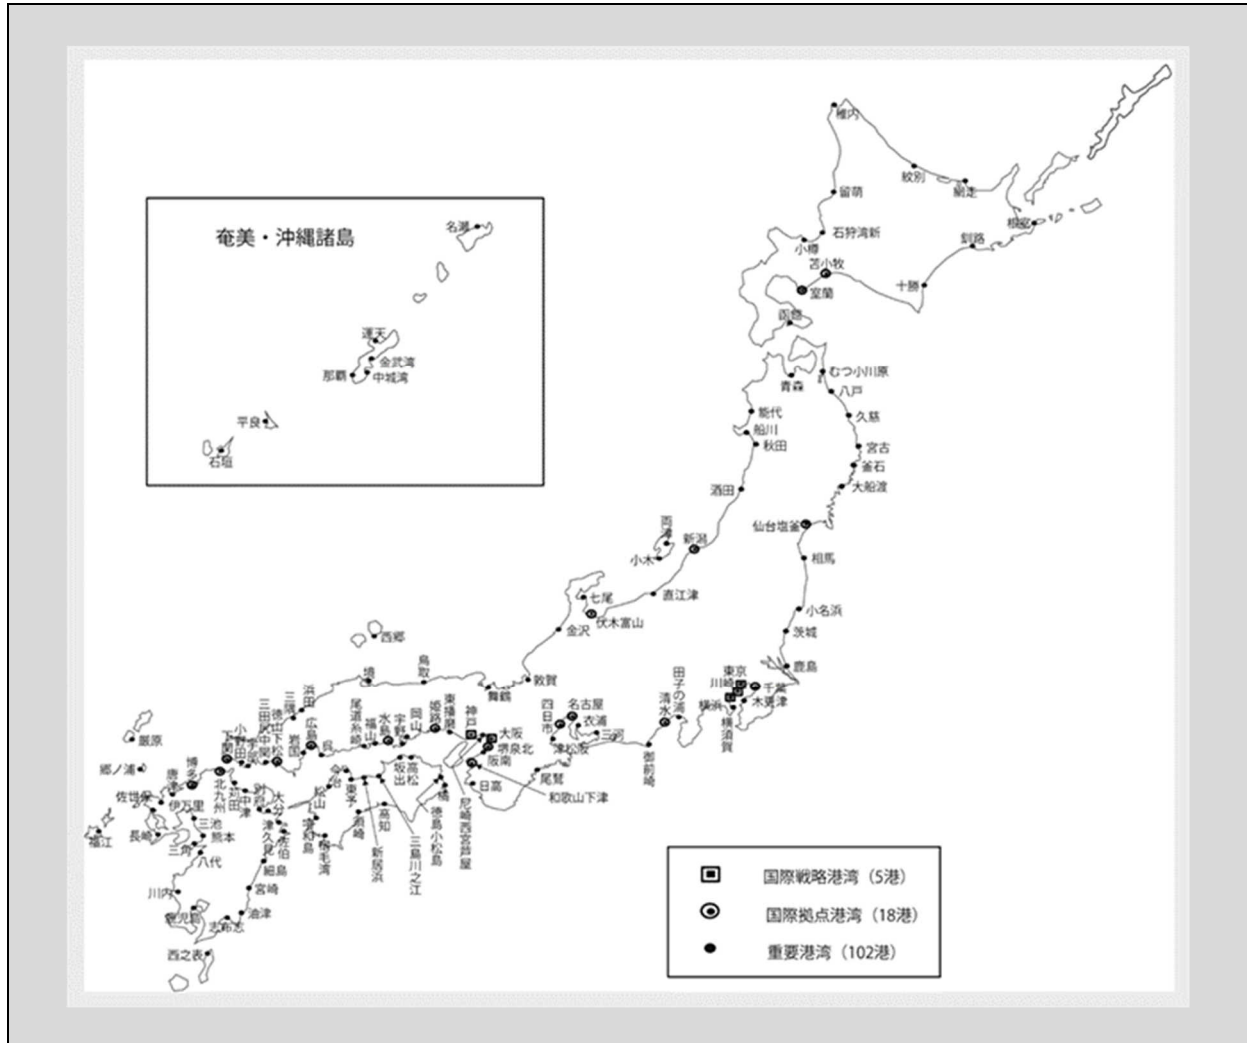 稚内
紋別
網走
留萌
根室
石狩湾新
小樽
釧路
苫小牧
室蘭
十勝
函館
奄美・沖縄諸島
名瀬
運天
金武湾
那覇
中城湾
平良
石垣
むつ小川原
青森
八戸
能代
久慈
船川
秋田
宮古
釜石
大船渡
酒田
仙台塩釜
両津
新潟
小木
相馬
七尾
直江津
小名浜
伏木富山
金沢
茨城
西郷
鹿島
鳥取
境
東京
川崎
千葉
木更津
横浜
横須賀
田子の浦
清水
敦賀
舞鶴
浜田
三隅
名古屋
四日市
衣浦
三河
津松阪
御前崎
尾鷲
神戸
東播磨
姫路
岡山
宇野
水島
福山
尾道糸崎
大阪
堺泉北
阪南
和歌山下津
日高
尼崎西宮芦屋
呉
広島
岩国
徳山下松
三田尻中関
宇部
小野田
下関
高松
坂出
橘
徳島小松島
三島川之江
新居浜
東予
今治
松山
高知
須崎
宇和島
宿毛湾
厳原
郷ノ浦
博多
唐津
北九州
苅田
中津
別府
大分
津久見
佐伯
佐世保
伊万里
福江
長崎
三池
熊本
三角
八代
細島
宮崎
川内
鹿児島
志布志
油津
西之表
国際戦略港湾（5港）
国際拠点港湾（18港）
重要港湾（102港）